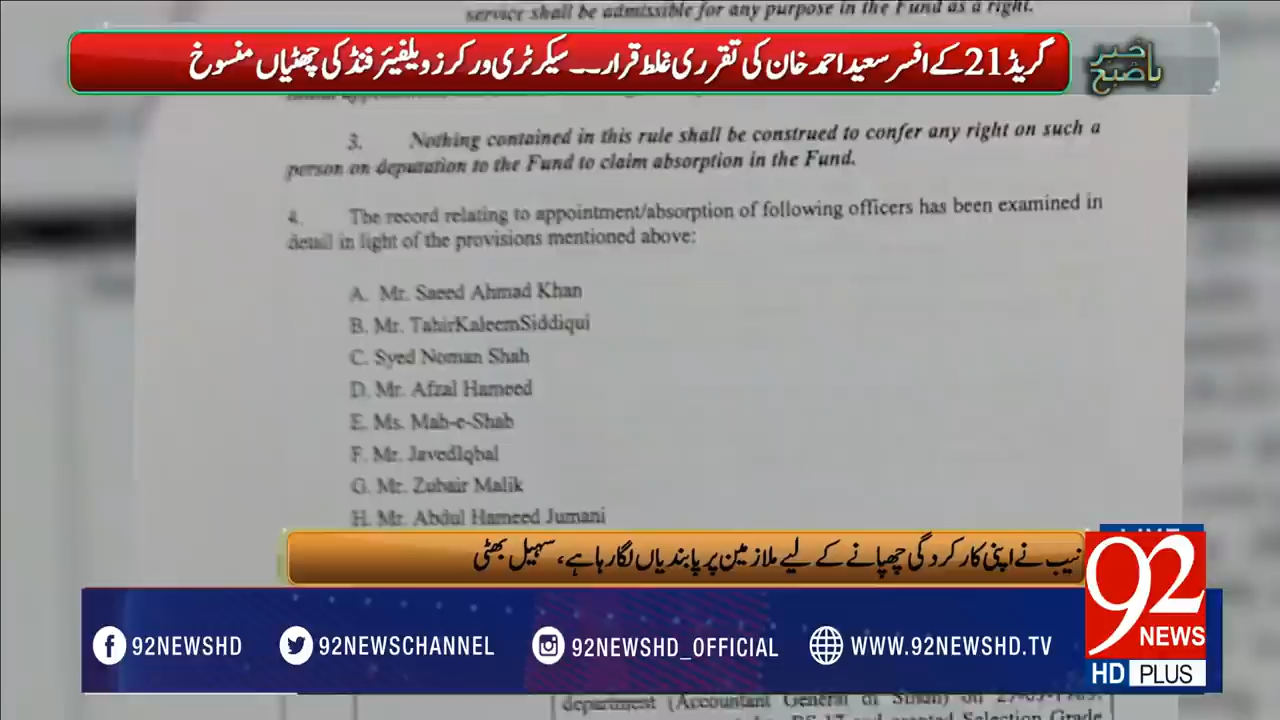 service shall be admissible for any purpose in the Fund as a right.
گریڈ 21 کے افسر سعید احمد خان کی تقرری غلط قرار۔۔۔ سیکرٹری ورکرز ویلفیئر فنڈ کی چھٹیاں منسوخ
خبر
باصبح
3. Nothing contained in this rule shall be construed to confer any right on such a
person on deputation to the Fund to claim absorption in the Fund.
4. The record relating to appointment/absorption of following officers has been examined in
detail in light of the provisions mentioned above:
A. Mr. Saeed Ahmad Khan
B. Mr. TahirKaleemSiddiqui
C. Syed Noman Shah
D. Mr. Afzal Hameed
E. Ms. Mah-e-Shab
F. Mr. JavedIqbal
G. Mr. Zubair Malik
H. Mr. Abdul Hameed Jumani
نیب نے اپنی کارکردگی چھپانے کے لیے ملازمین پر پابندیاں لگا رہا ہے، سہیل بھٹی
92
NEWS
HD PLUS
92NEWSHD 92NEWSCHANNEL 92NEWSHD_OFFICIAL WWW.92NEWSHD.TV
department (Accountant General of
and granted Selection Grade